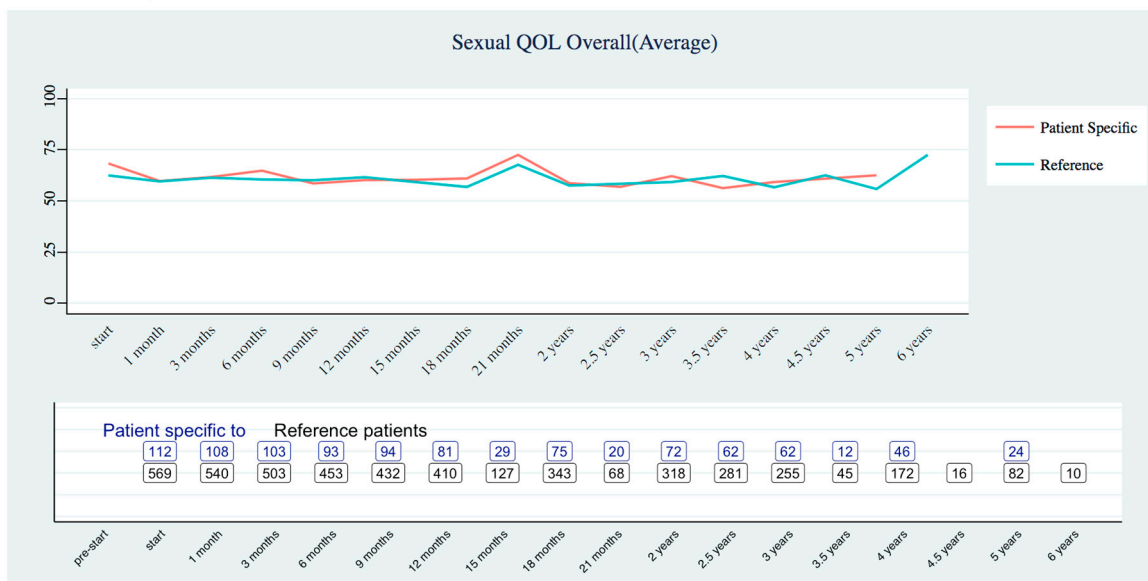 Sexual QOL Overall(Average)
100
75
50
25
0
Patient Specific
Reference
start 1 month 3 months 6 months 9 months 12 months 15 months 18 months 21 months 2 years 2.5 years 3 years 3.5 years 4 years 4.5 years 5 years 6 years
Patient specific to Reference patients
112 108 103 93 94 81 29 75 20 72 62 62 12 46 24
569 540 503 453 432 410 127 343 68 318 281 255 45 172 16 82 10
pre-start start 1 month 3 months 6 months 9 months 12 months 15 months 18 months 21 months 2 years 2.5 years 3 years 3.5 years 4 years 4.5 years 5 years 6 years